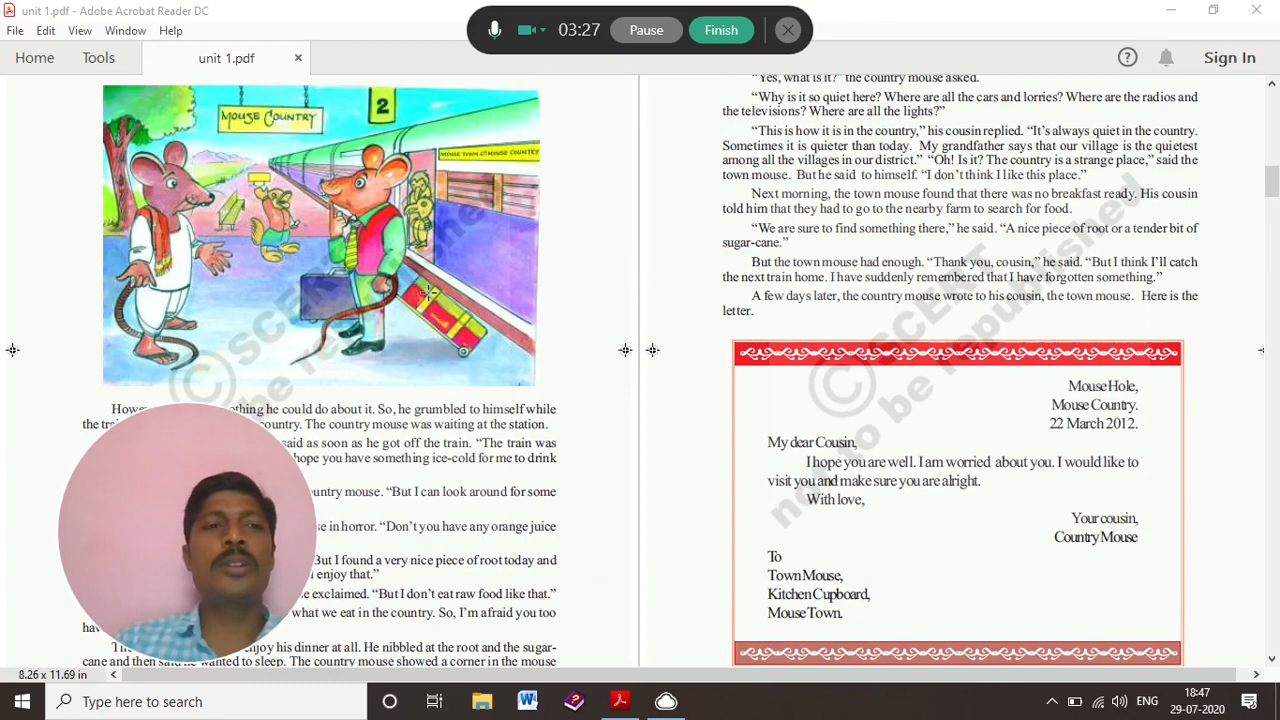 unit 1.pdf - Adobe Acrobat Reader DC
03:27
Pause
Finish
File Edit View Window Help
Home Tools unit 1.pdf Sign In
MOUSE COUNTRY
2
MOUSE TOWN
MOUSED COUNTRY
nothing he could do about it. So, he grumbled to himself while
country. The country mouse was waiting at the station.
said as soon as he got off the train. “The train was
hope you have something ice-cold for me to drink
country mouse. “But I can look around for some
in horror. “Don’t you have any orange juice
But I found a very nice piece of root today and
enjoy that.”
exclaimed. “But I don’t eat raw food like that.”
what we eat in the country. So, I’m afraid you too
enjoy his dinner at all. He nibbled at the root and the sugar-
cane and then said he wanted to sleep. The country mouse showed a corner in the mouse
“Yes, what is it?” the country mouse asked.
“Why is it so quiet here? Where are all the cars and lorries? Where are the radios and
the televisions? Where are all the lights?”
“This is how it is in the country,” his cousin replied. “It’s always quiet in the country.
Sometimes it is quieter than today. My grandfather says that our village is the quietest
among all the villages in our district.” “Oh! Is it? The country is a strange place,” said the
town mouse. But he said to himself. “I don’t think I like this place.”
Next morning, the town mouse found that there was no breakfast ready. His cousin
told him that they had to go to the nearby farm to search for food.
“We are sure to find something there,” he said. “A nice piece of root or a tender bit of
sugar-cane.”
But the town mouse had enough. “Thank you, cousin,” he said. “But I think I’ll catch
the next train home. I have suddenly remembered that I have forgotten something.”
A few days later, the country mouse wrote to his cousin, the town mouse. Here is the
letter.
Mouse Hole,
Mouse Country.
22 March 2012.
My dear Cousin,
I hope you are well. I am worried about you. I would like to
visit you and make sure you are alright.
With love,
Your cousin,
Country Mouse
To
Town Mouse,
Kitchen Cupboard,
Mouse Town.
©SCERT
not to be republished
8.26 x 11.69 in
Type here to search
ENG
18:47
29-07-2020